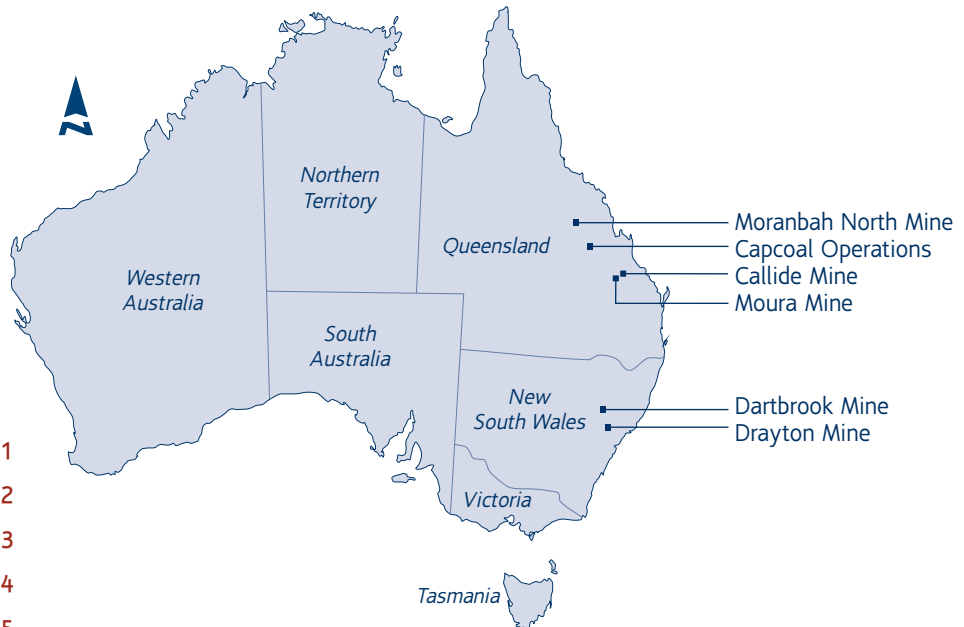 Northern
Territory
Queensland
Western
Australia
South
Australia
New
South Wales
Victoria
Tasmania
Moranbah North Mine
Capcoal Operations
Callide Mine
Moura Mine
Dartbrook Mine
Drayton Mine
1
2
3
4
5
N